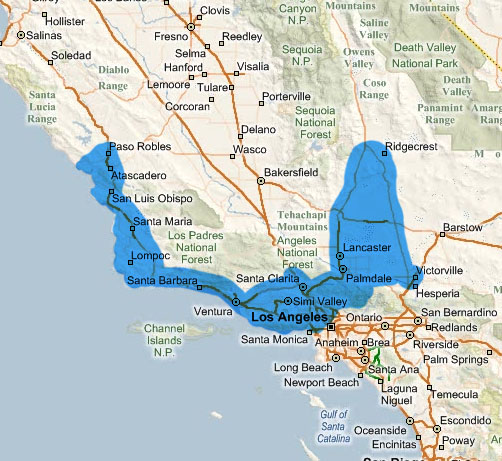 Hollister
Clovis
Salinas
Fresno
Reedley
Canyon
N.P.
Mountains
Saline
Valley
Soledad
Selma
Sequoia
N.P.
Death Valley
National Park
Diablo
Range
Hanford
Visalia
Lemoore
Tulare
Coso
Range
Death
Valley
Santa
Lucia
Range
Corcoran
Porterville
Panamint
Range
Amargosa
Sequoia
National
Forest
Delano
Paso Robles
Wasco
Ridgecrest
Atascadero
Bakersfield
San Luis Obispo
Santa Maria
Tehachapi
Mountains
Los Padres
National
Forest
Angeles
National
Forest
Barstow
Lompoc
Lancaster
Santa Barbara
Santa Clarita
Palmdale
Victorville
Hesperia
Ventura
Simi Valley
Los Angeles
Ontario
San Bernardino
Redlands
Channel
Islands
N.P.
Santa Monica
Anaheim
Brea
Riverside
Long Beach
Santa Ana
Palm Springs
Newport Beach
Laguna
Niguel
Temecula
Gulf of
Santa
Catalina
Oceanside
Escondido
Encinitas
Poway